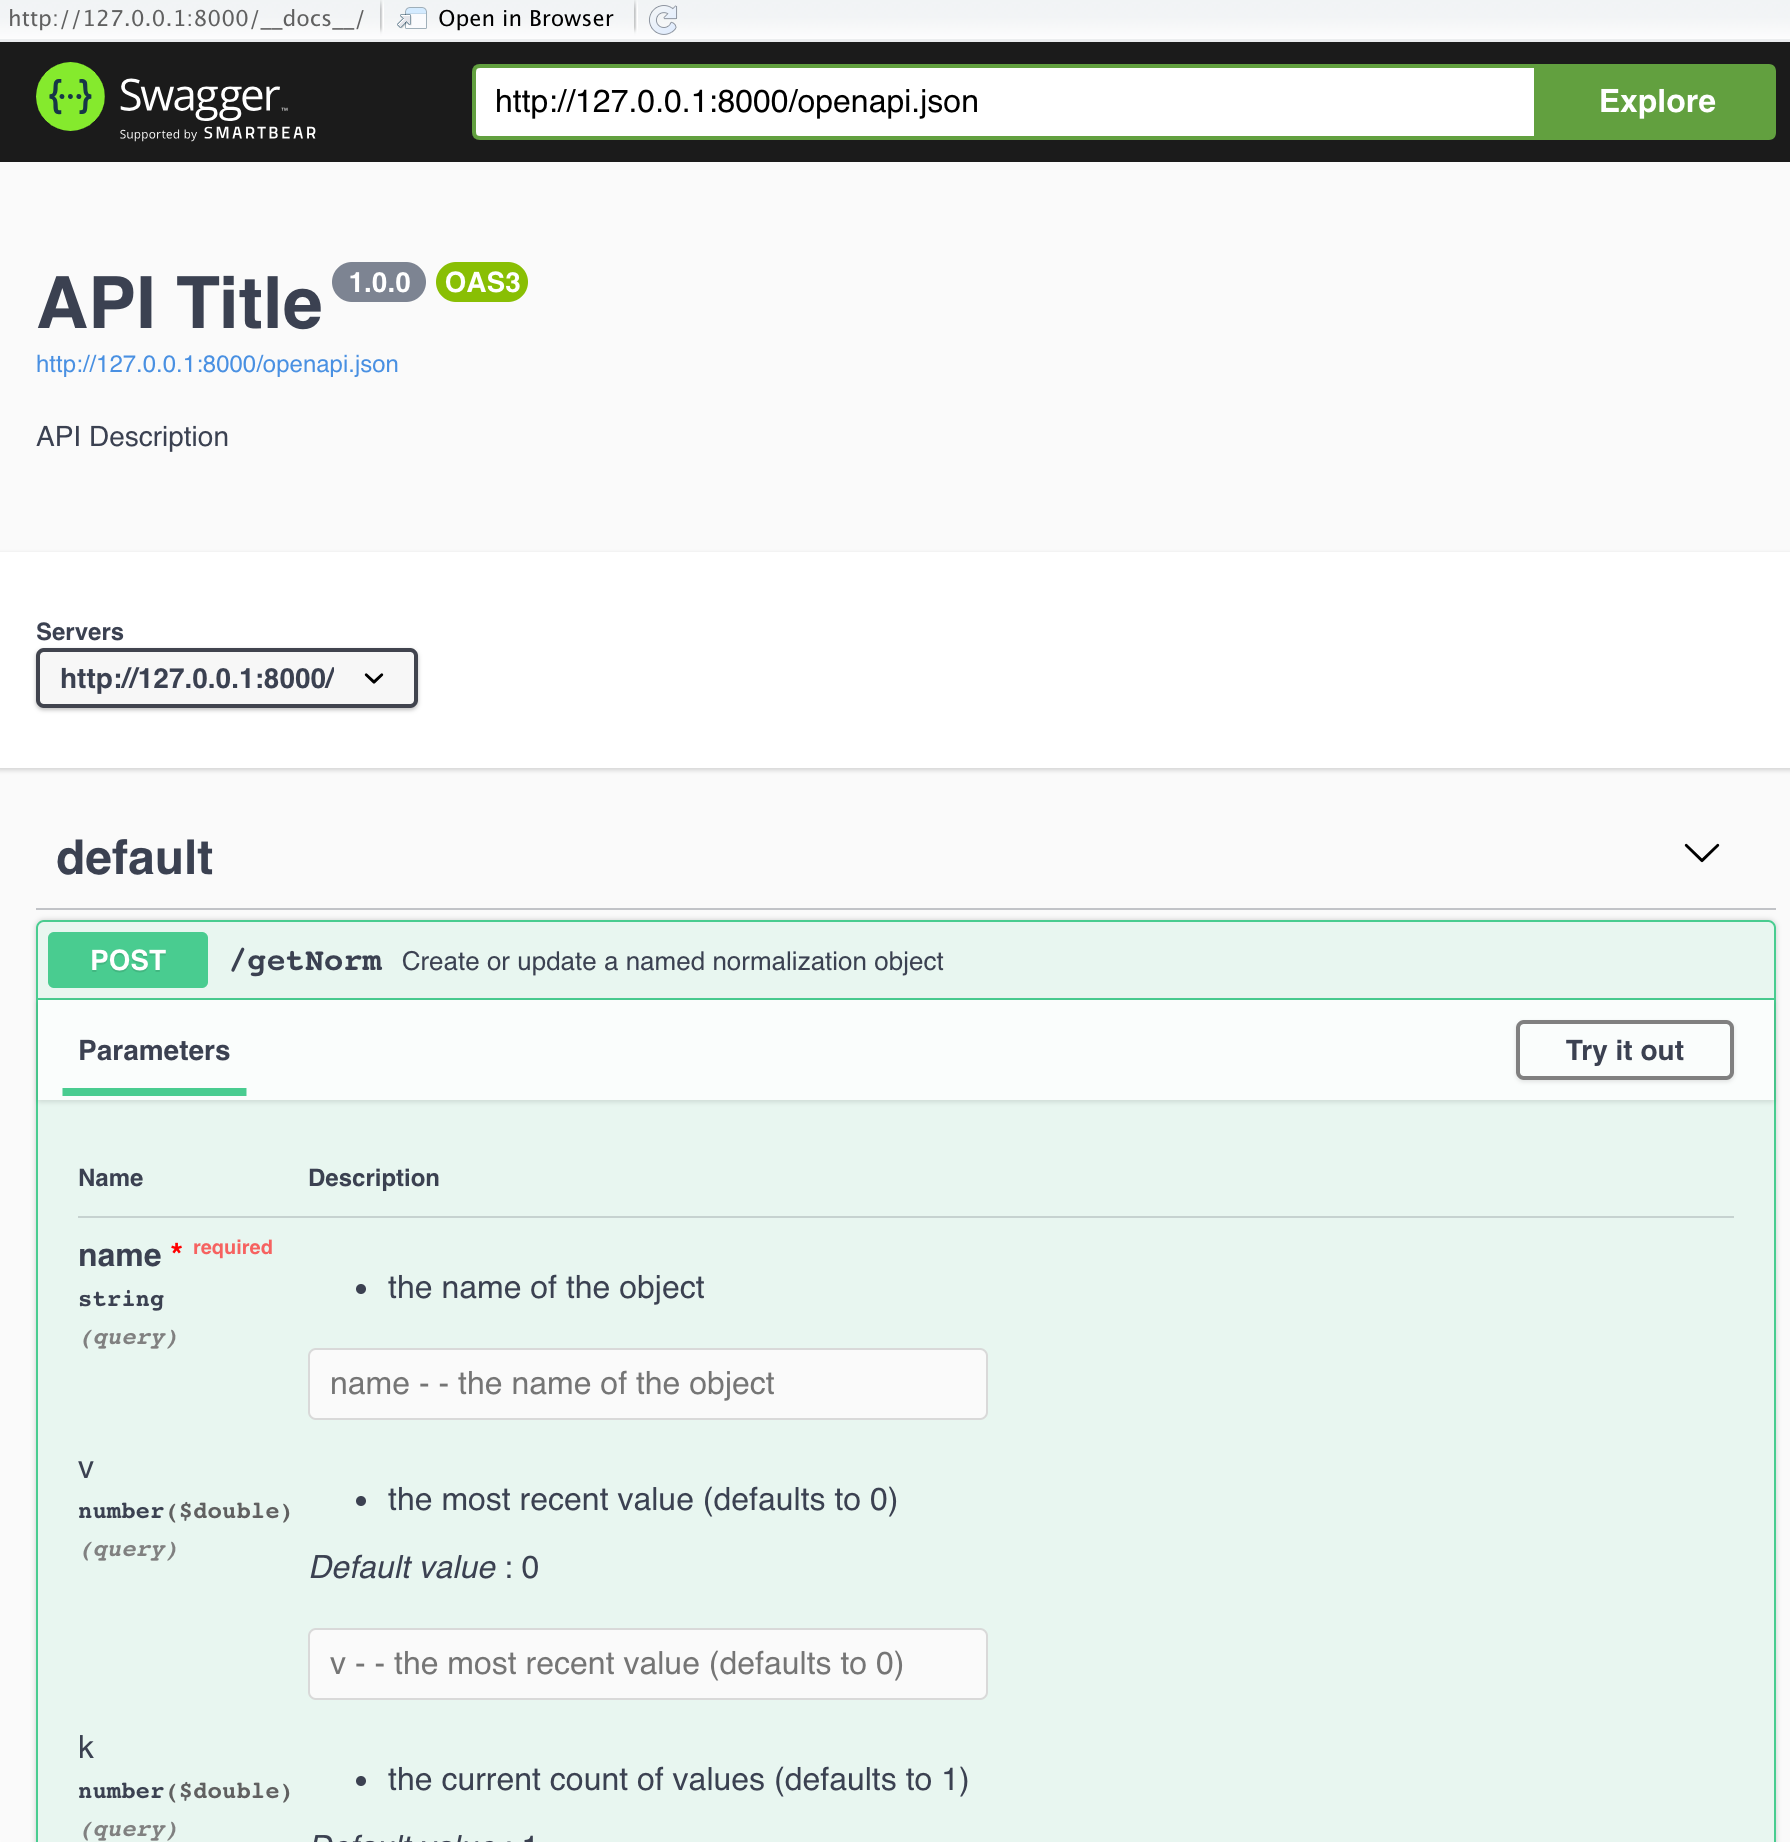 http://127.0.0.1:8000/__docs__/ Open in Browser
Swagger™
Supported by SMARTBEAR
http://127.0.0.1:8000/openapi.json Explore
API Title 1.0.0 OAS3
http://127.0.0.1:8000/openapi.json
API Description
Servers
http://127.0.0.1:8000/
default
POST /getNorm Create or update a named normalization object
Parameters Try it out
Name Description
name * required
string
(query)
• the name of the object
name - - the name of the object
v
number($double)
(query)
• the most recent value (defaults to 0)
Default value : 0
v - - the most recent value (defaults to 0)
k
number($double)
(query)
• the current count of values (defaults to 1)
Default value : 1